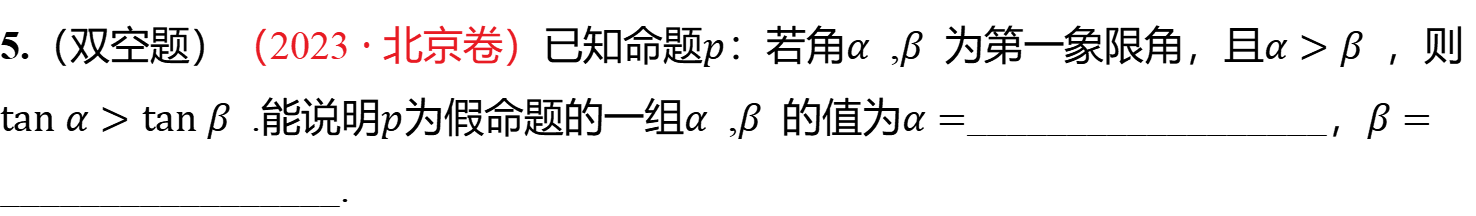 5.（双空题）（2023 · 北京卷）已知命题p：若角α ,β 为第一象限角，且α > β ，则
tan α > tan β .能说明p为假命题的一组α ,β 的值为α =__________________，β =
_________________.